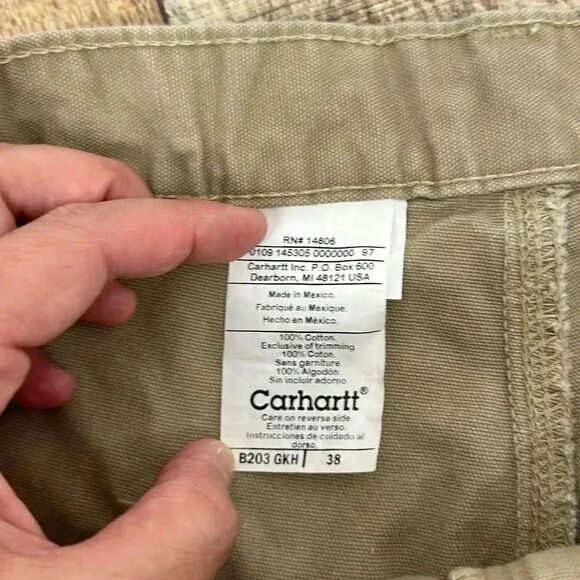 RN# 14806
0109 145305 0000000 97
Carhartt Inc. P.O. Box 600
Dearborn, MI 48121 USA
Made in Mexico.
Fabriqué au Mexique.
Hecho en México.
100% Cotton.
Exclusive of trimming.
100% Coton.
Sans garniture.
100% Algodon.
Sin incluir adorno.
Carhartt®
Care on reverse side.
Entretien au verso.
Instrucciones de cuidado al
dorso.
B203 GKH 38